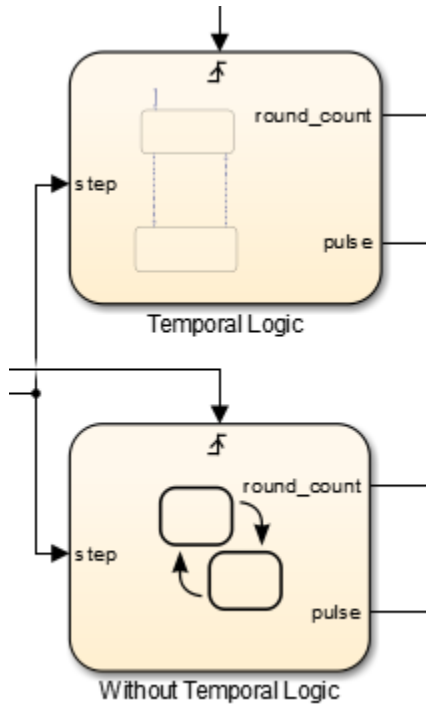 round_count
step
pulse
Temporal Logic
round_count
step
pulse
Without Temporal Logic